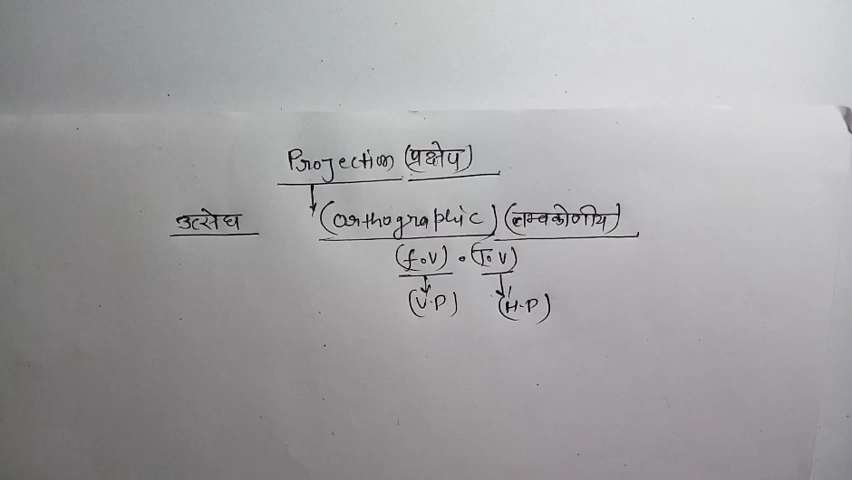 Projection (प्रक्षेप)
उत्सेध (orthographic) (लम्बकोणीय)
(f.v) . (T.v)
(V.P) (H.P)